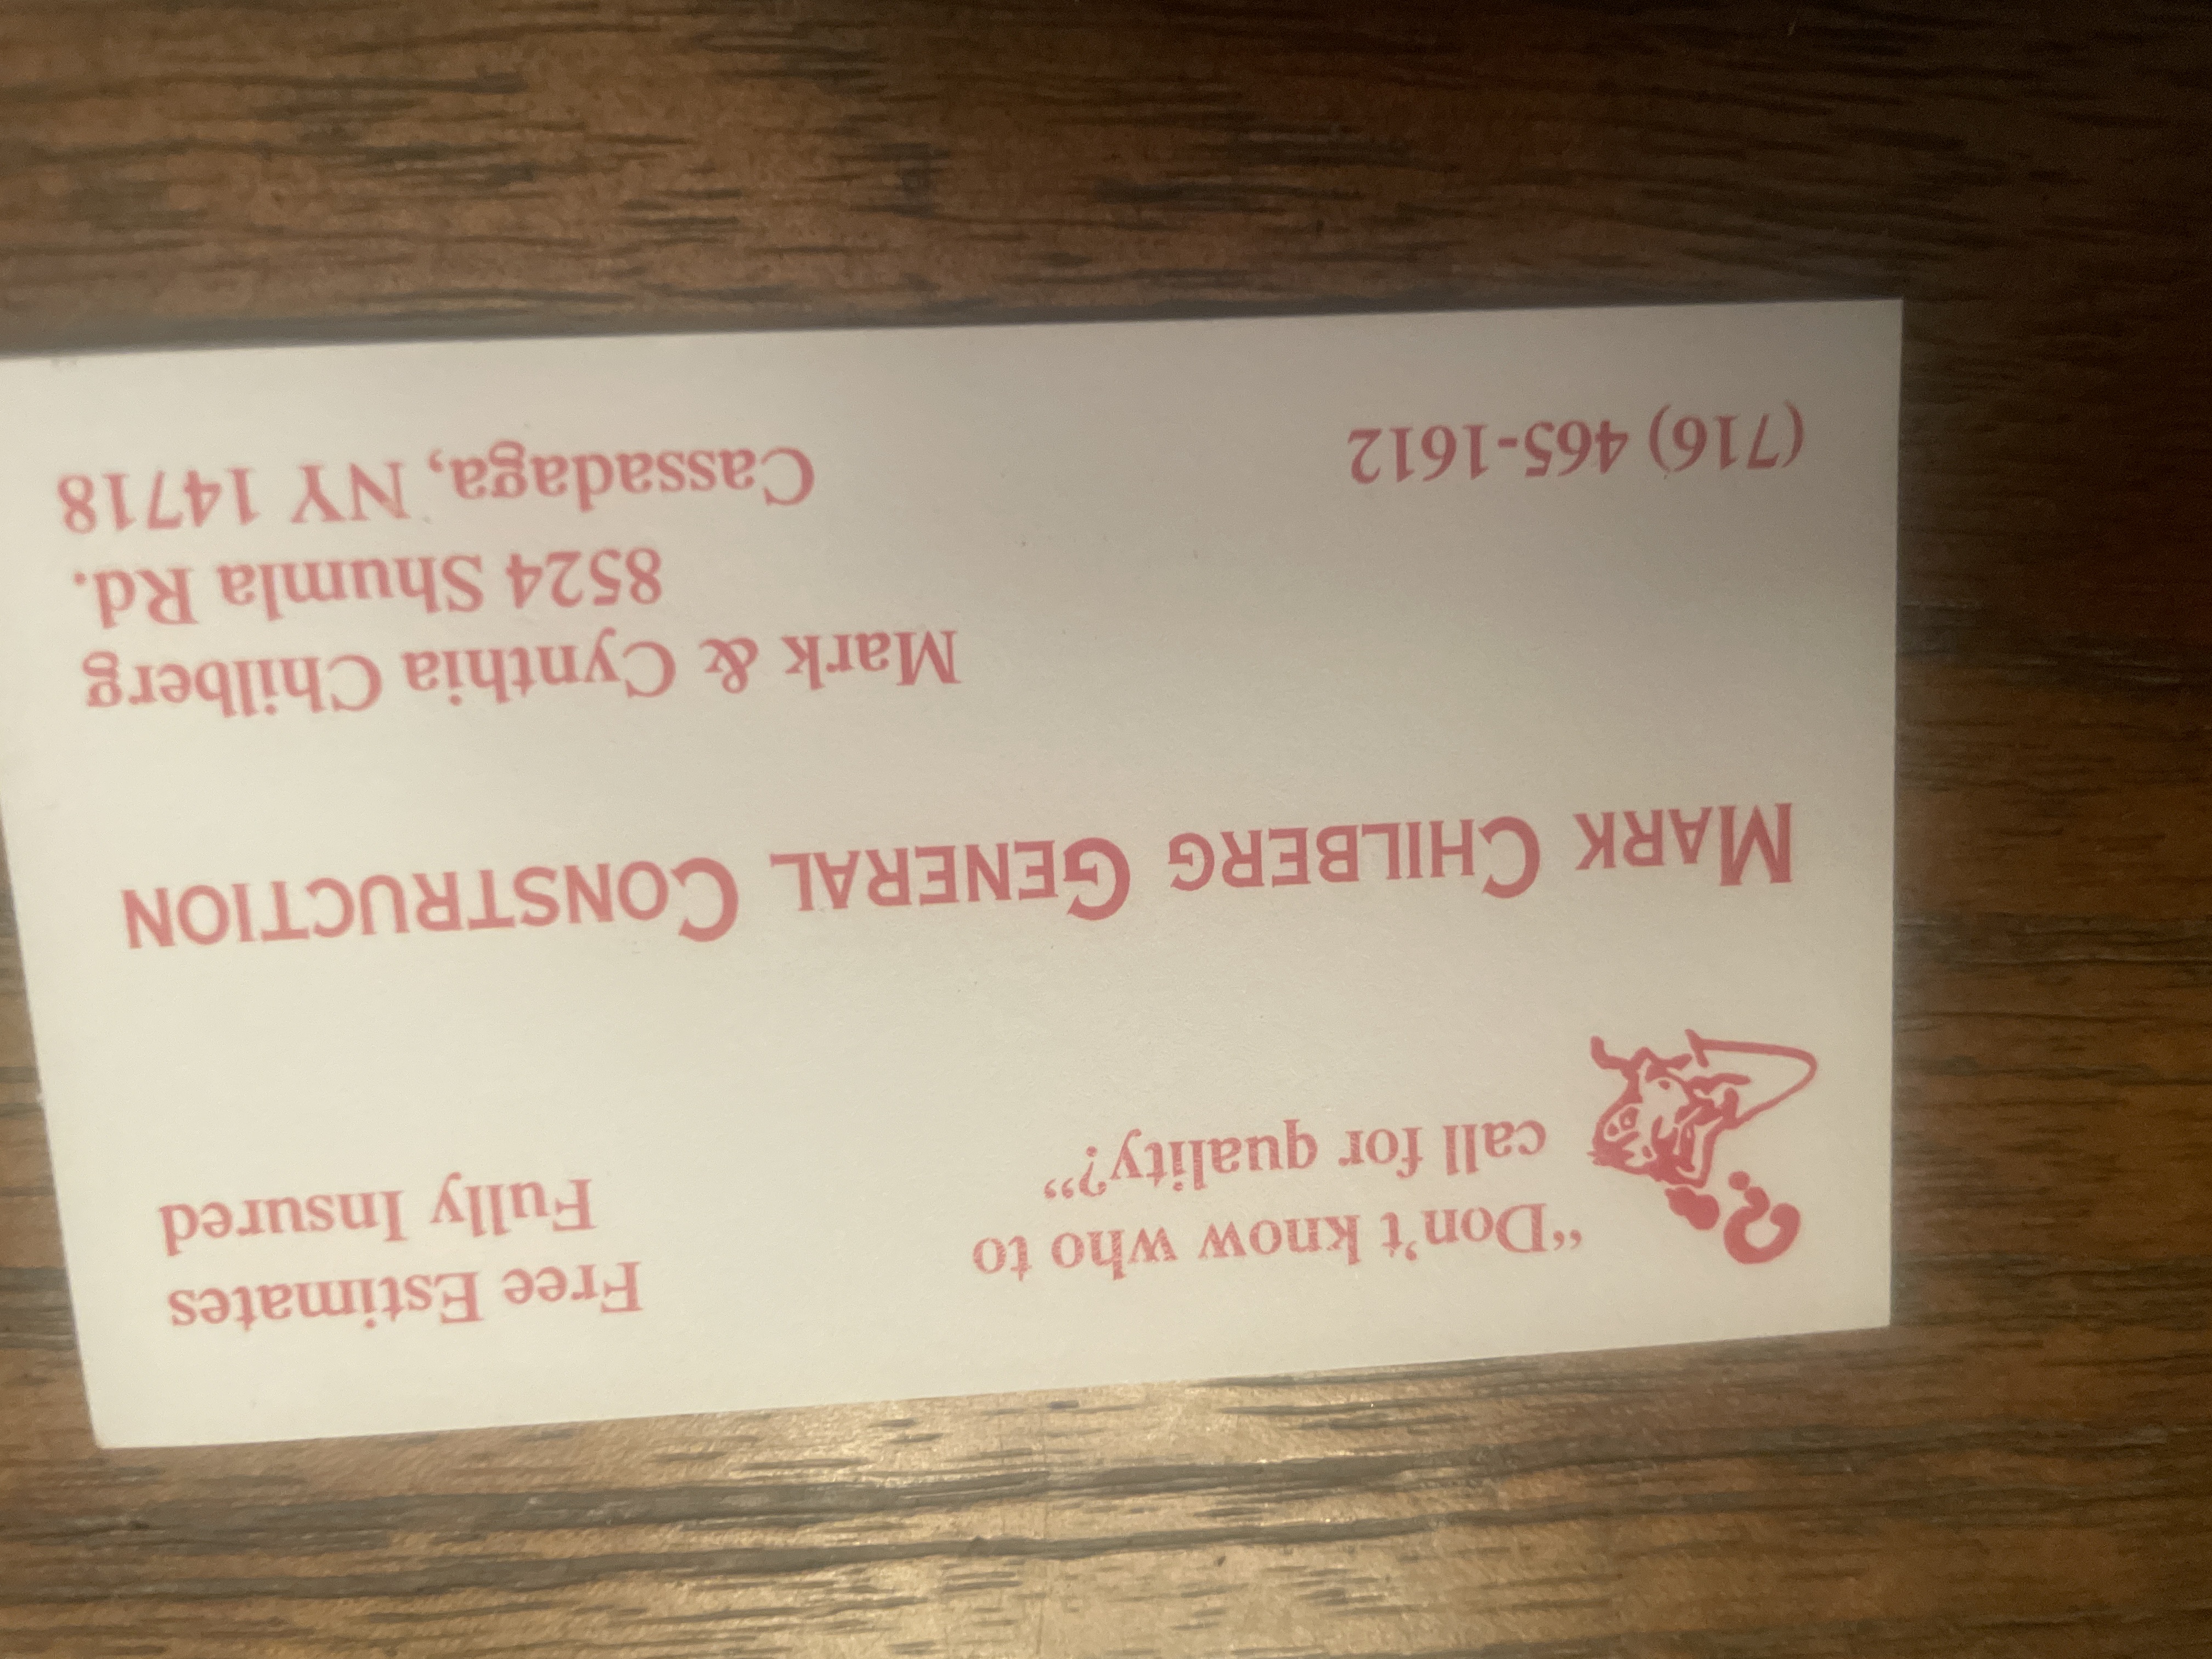 “Don’t know who to
call for quality?”
Free Estimates
Fully Insured
MARK CHILBERG GENERAL CONSTRUCTION
(716) 465-1612
Mark & Cynthia Chilberg
8524 Shumla Rd.
Cassadaga, NY 14718